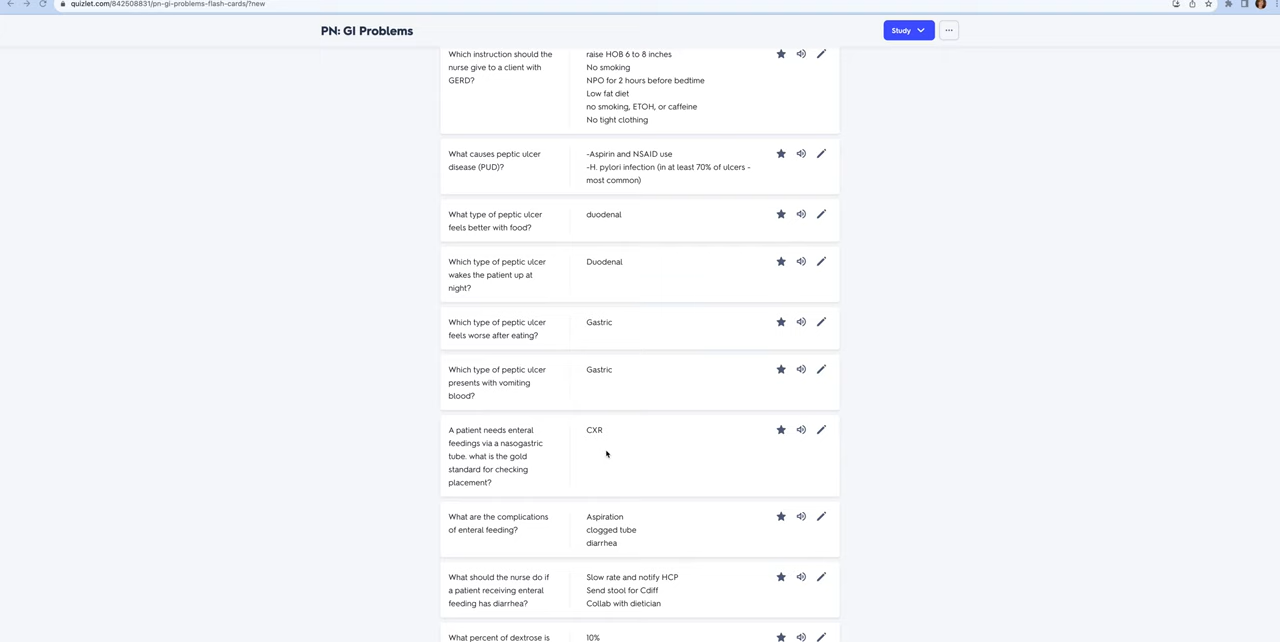 quizlet.com/842508831/pn-gi-problems-flash-cards/?new
PN: GI Problems
Study
Which instruction should the
nurse give to a client with
GERD?
raise HOB 6 to 8 inches
No smoking
NPO for 2 hours before bedtime
Low fat diet
no smoking, ETOH, or caffeine
No tight clothing
What causes peptic ulcer
disease (PUD)?
-Aspirin and NSAID use
-H. pylori infection (in at least 70% of ulcers -
most common)
What type of peptic ulcer
feels better with food?
duodenal
Which type of peptic ulcer
wakes the patient up at
night?
Duodenal
Which type of peptic ulcer
feels worse after eating?
Gastric
Which type of peptic ulcer
presents with vomiting
blood?
Gastric
A patient needs enteral
feedings via a nasogastric
tube. what is the gold
standard for checking
placement?
CXR
What are the complications
of enteral feeding?
Aspiration
clogged tube
diarrhea
What should the nurse do if
a patient receiving enteral
feeding has diarrhea?
Slow rate and notify HCP
Send stool for Cdiff
Collab with dietician
What percent of dextrose is
10%